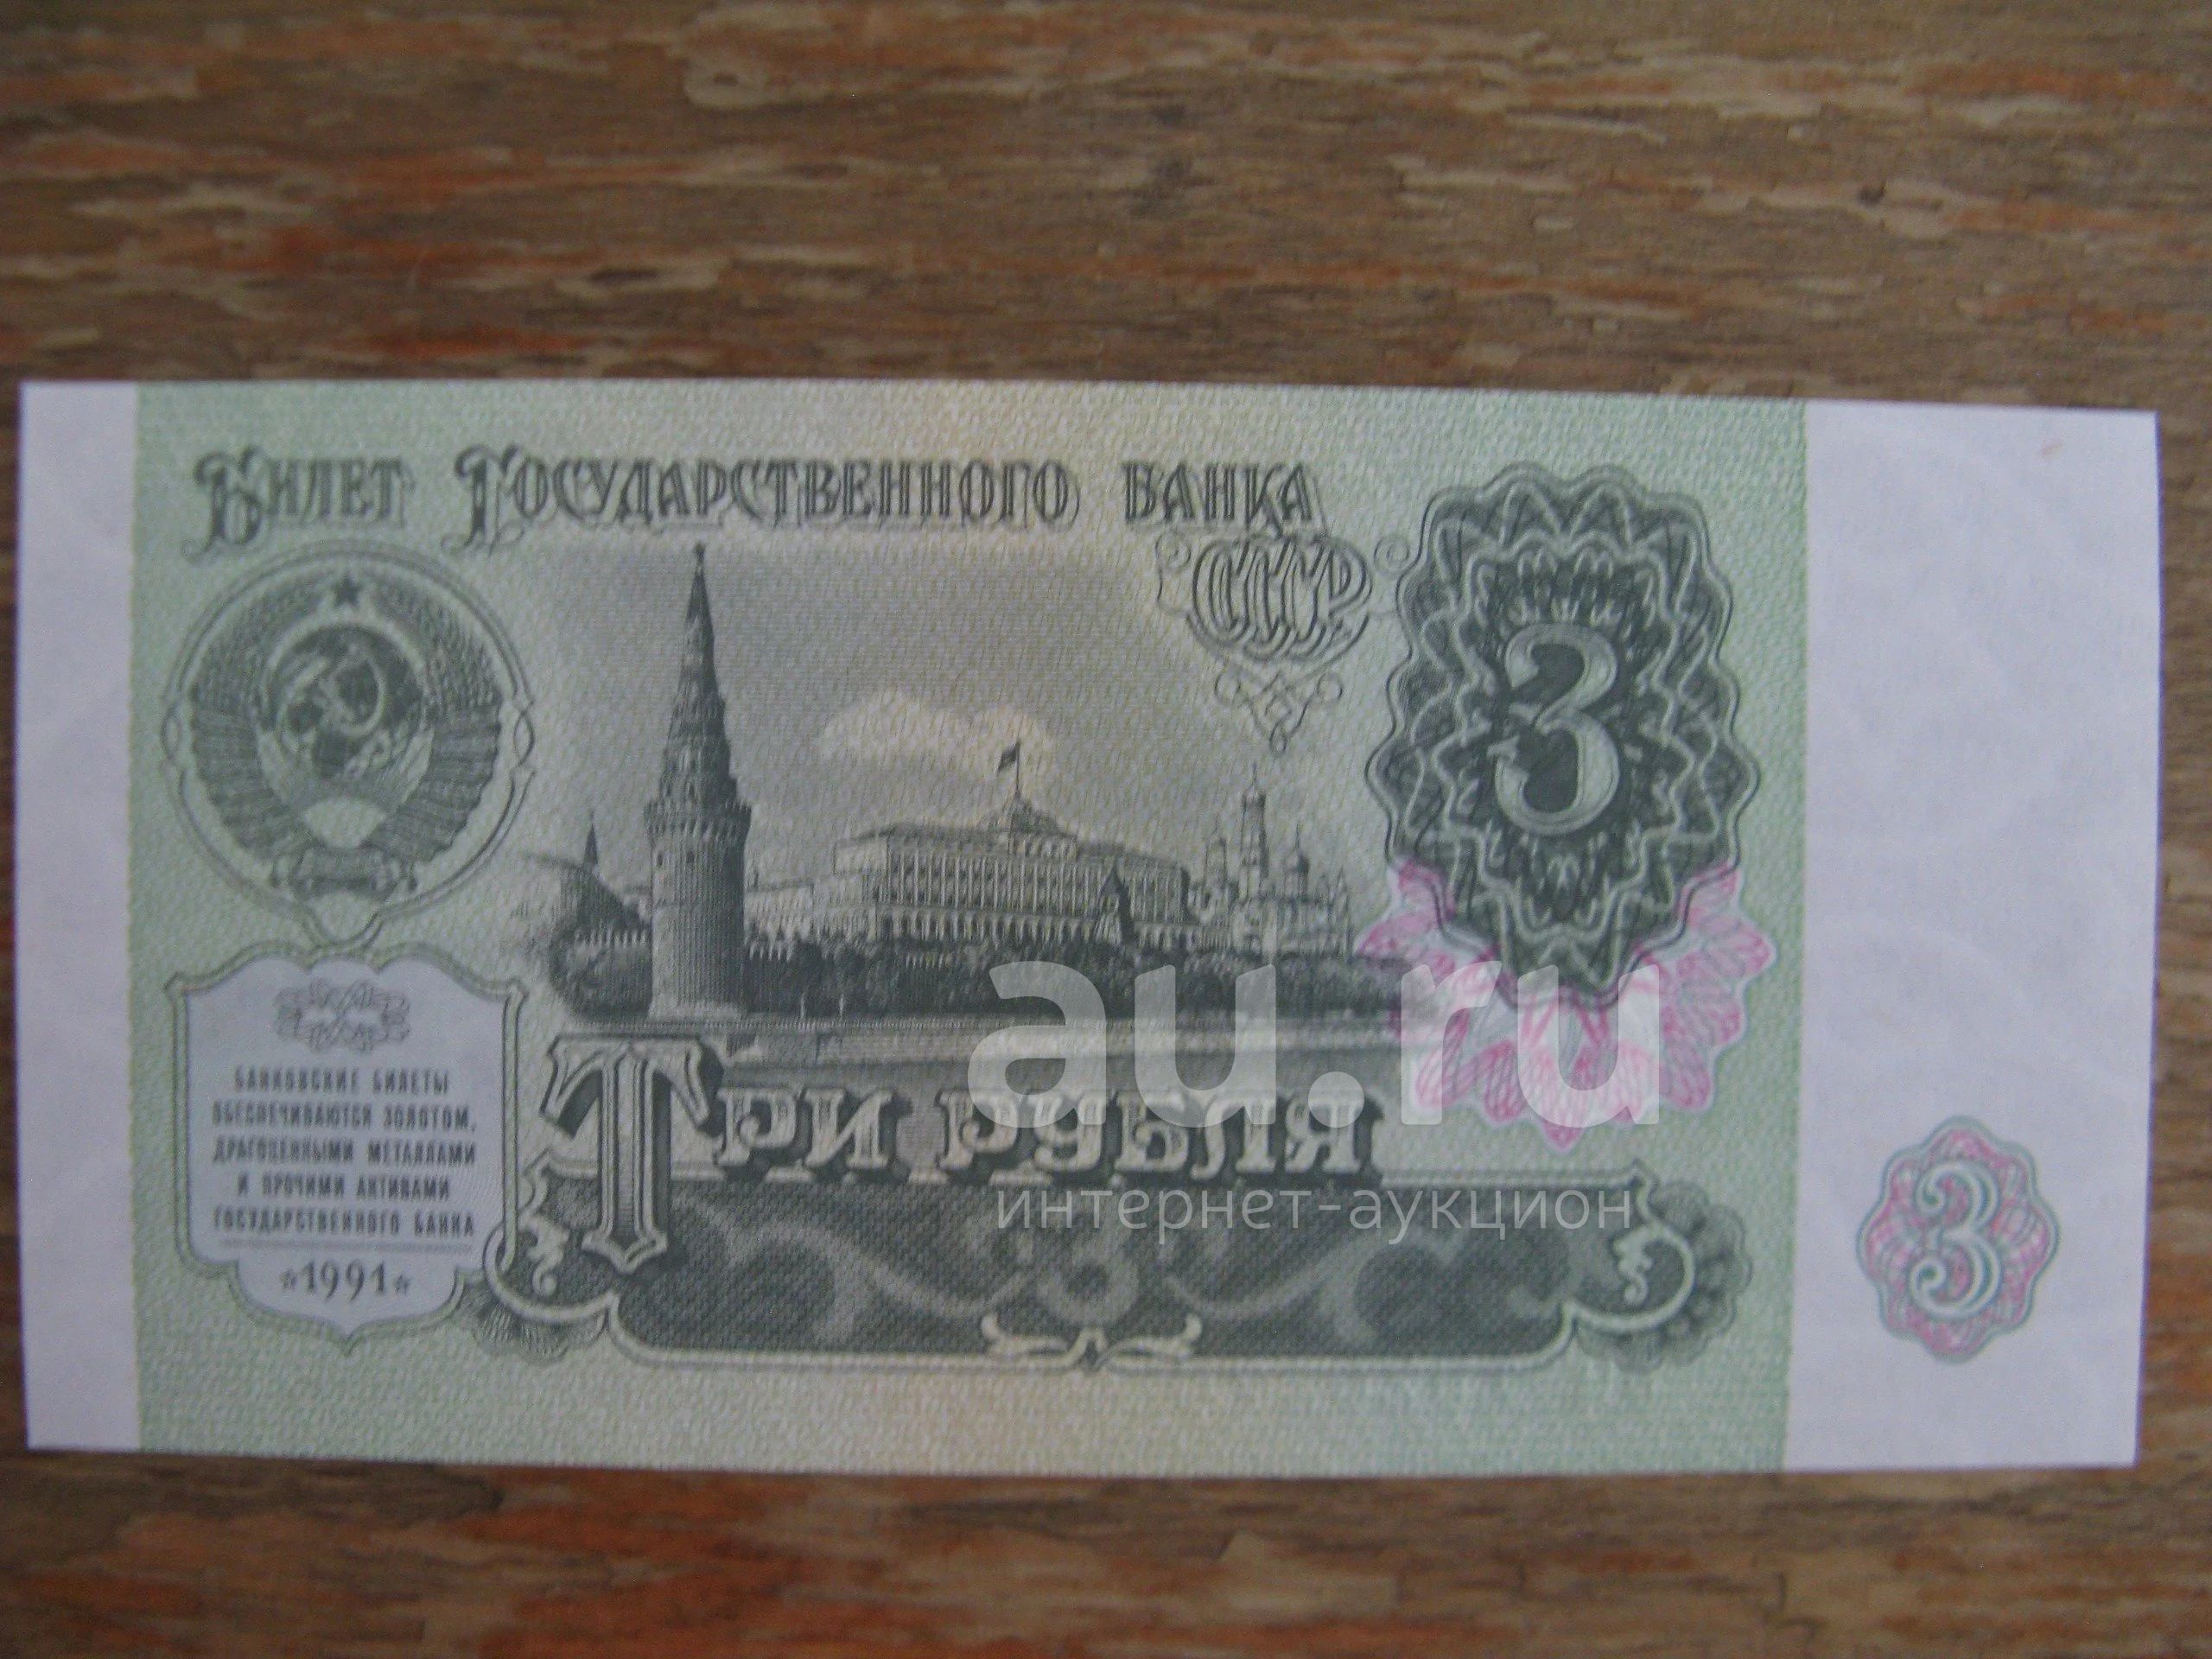 Билет Государственного банка
СССР
3
БАНКОВСКИЕ БИЛЕТЫ
ОБЕСПЕЧИВАЮТСЯ ЗОЛОТОМ,
ДРАГОЦЕННЫМИ МЕТАЛЛАМИ
И ПРОЧИМИ АКТИВАМИ
ГОСУДАРСТВЕННОГО БАНКА
1991
Три рубля
au.ru
интернет-аукцион
3